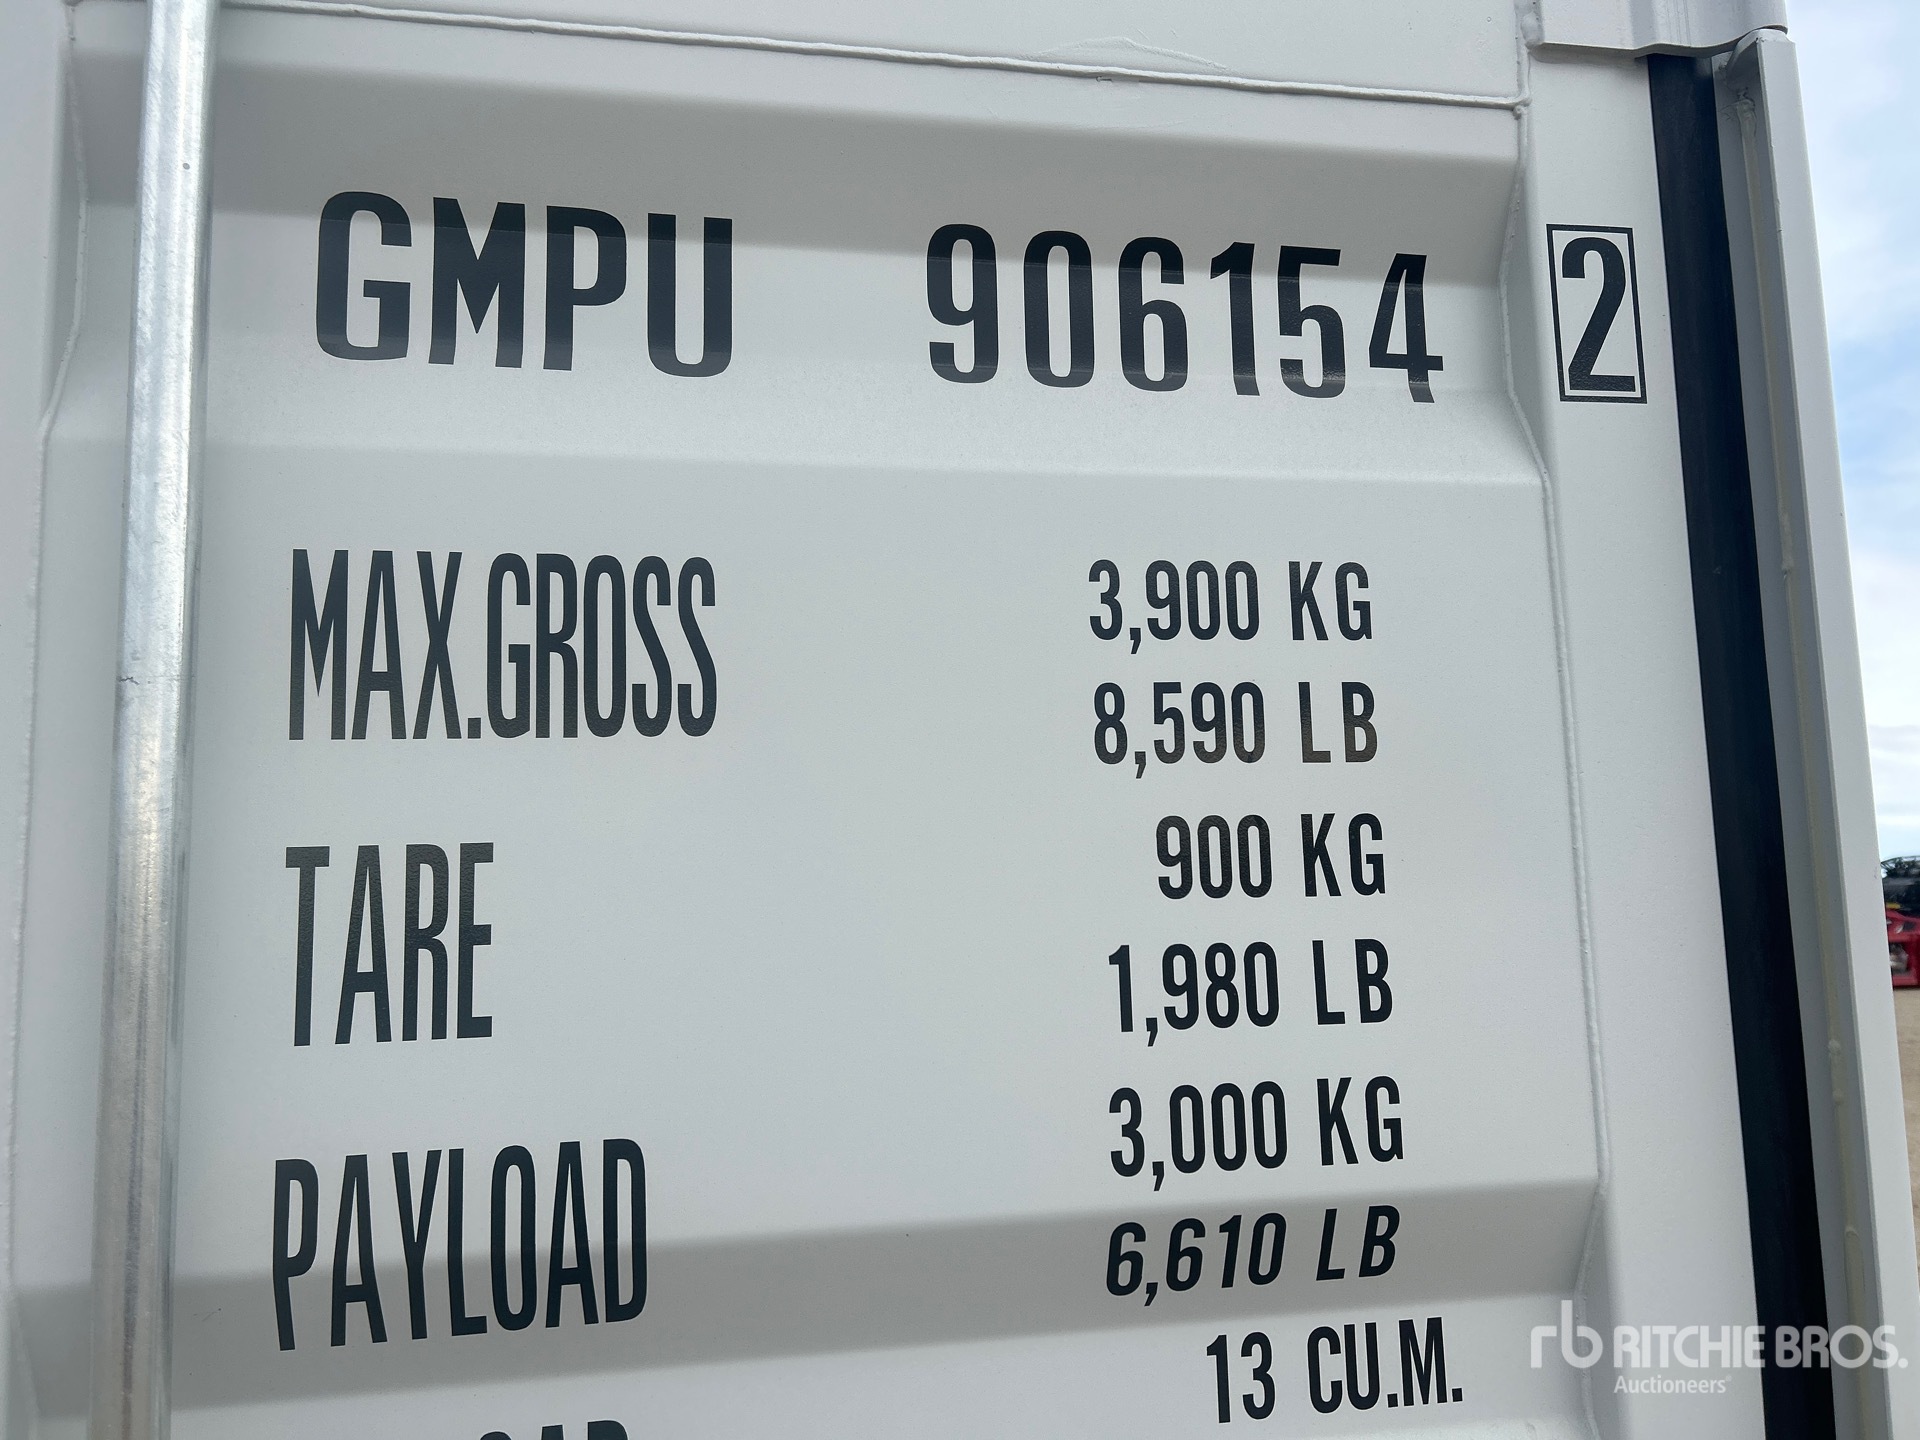 GMPU 906154 2
MAX.GROSS 3,900 KG
8,590 LB
TARE 900 KG
1,980 LB
PAYLOAD 3,000 KG
6,610 LB
13 CU.M.
rb RITCHIE BROS.
Auctioneers